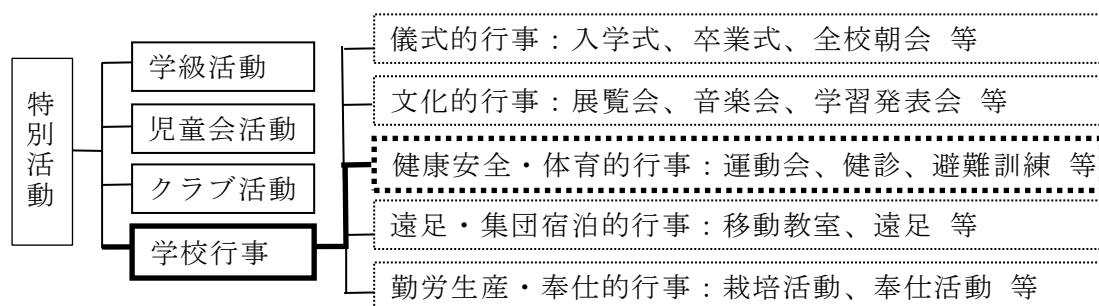 特別活動
学級活動
児童会活動
クラブ活動
学校行事
儀式的行事：入学式、卒業式、全校朝会 等
文化的行事：展覧会、音楽会、学習発表会 等
健康安全・体育的行事：運動会、健診、避難訓練 等
遠足・集団宿泊的行事：移動教室、遠足 等
勤労生産・奉仕的行事：栽培活動、奉仕活動 等